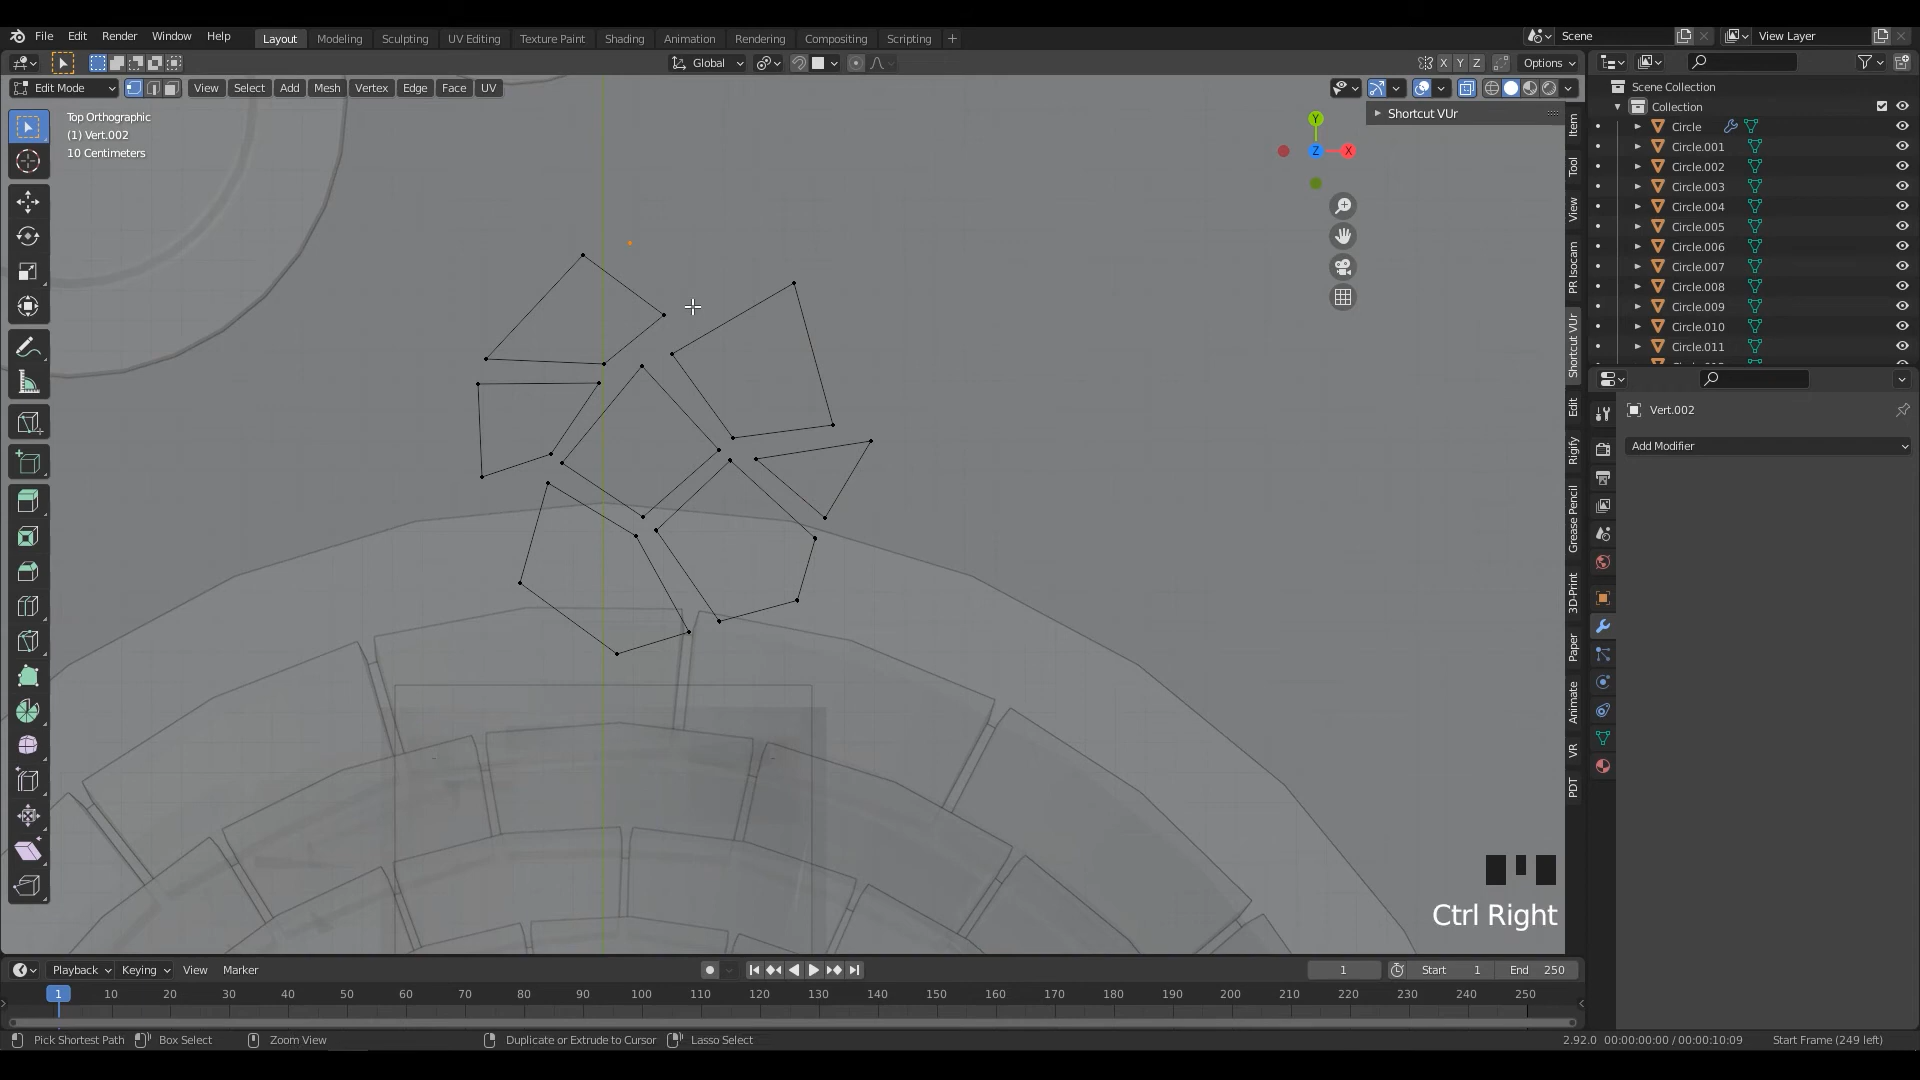 File Edit Render Window Help Layout Modeling Sculpting UV Editing Texture Paint Shading Animation Rendering Compositing Scripting + Scene View Layer
Global X Y Z Options
Edit Mode View Select Add Mesh Vertex Edge Face UV
Top Orthographic
(1) Vert.002
10 Centimeters
Shortcut VUr
Y
Z
X
Item
Tool
View
PR Isocam
Shortcut VUr
Edit
Rigify
Grease Pencil
3D-Print
Paper
Animate
VR
PDT
Scene Collection
Collection
Circle
Circle.001
Circle.002
Circle.003
Circle.004
Circle.005
Circle.006
Circle.007
Circle.008
Circle.009
Circle.010
Circle.011
Vert.002
Add Modifier
Ctrl Right
Playback Keying View Marker 1 Start 1 End 250
1 10 20 30 40 50 60 70 80 90 100 110 120 130 140 150 160 170 180 190 200 210 220 230 240 250
Pick Shortest Path Box Select Zoom View Duplicate or Extrude to Cursor Lasso Select 2.92.0 00:00:00:00 / 00:00:10:09 Start Frame (249 left)